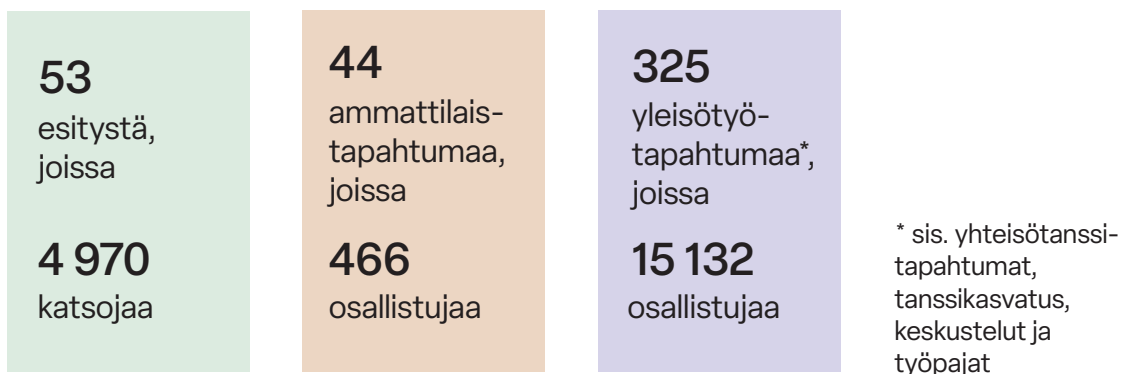 53
esitystä,
joissa
4 970
katsojaa
44
ammattilais-
tapahtumaa,
joissa
466
osallistujaa
325
yleisötyö-
tapahtumaa*,
joissa
15 132
osallistujaa
* sis. yhteisötanssi-
tapahtumat,
tanssikasvatus,
keskustelut ja
työpajat